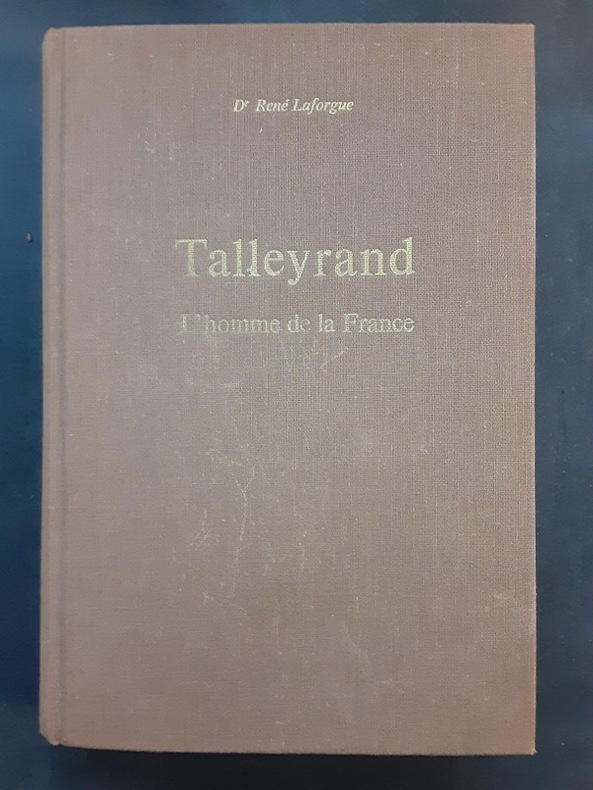 Dr René Laforgue
Talleyrand
L'homme de la France